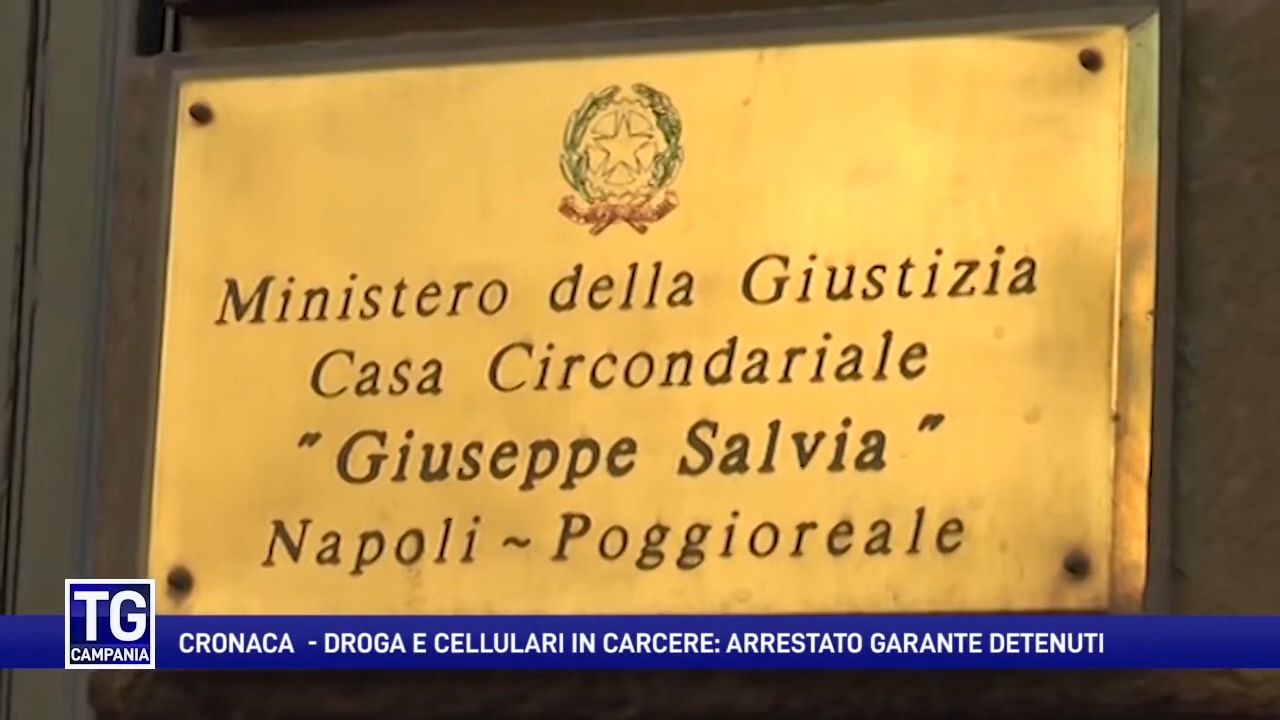 Ministero della Giustizia
Casa Circondariale
"Giuseppe Salvia"
Napoli ~ Poggioreale
TG
CAMPANIA
CRONACA - DROGA E CELLULARI IN CARCERE: ARRESTATO GARANTE DETENUTI